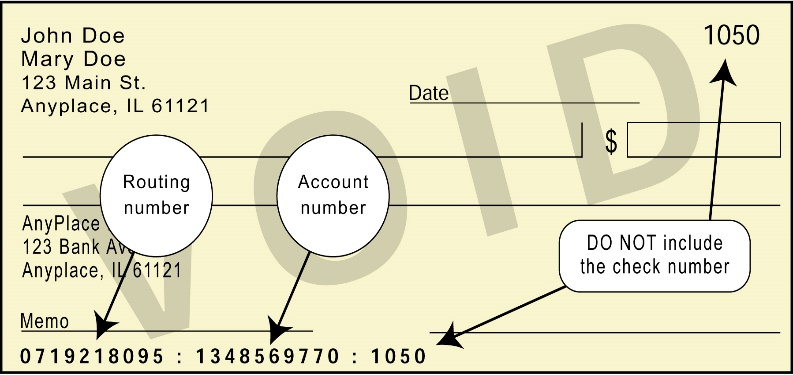 John Doe
Mary Doe
123 Main St.
Anyplace, IL 61121
1050
Date
VOID
$
Routing
number
Account
number
AnyPlace
123 Bank Av
Anyplace, IL 61121
DO NOT include
the check number
Memo
0719218095 : 1348569770 : 1050